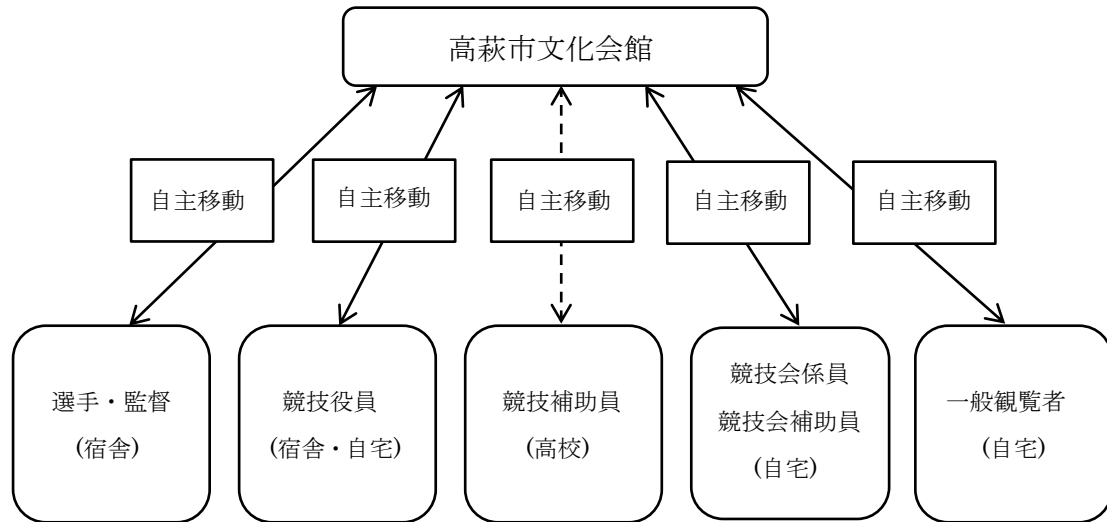 高萩市文化会館
自主移動
自主移動
自主移動
自主移動
自主移動
選手・監督
(宿舎)
競技役員
(宿舎・自宅)
競技補助員
(高校)
競技会係員
競技会補助員
(自宅)
一般観覧者
(自宅)